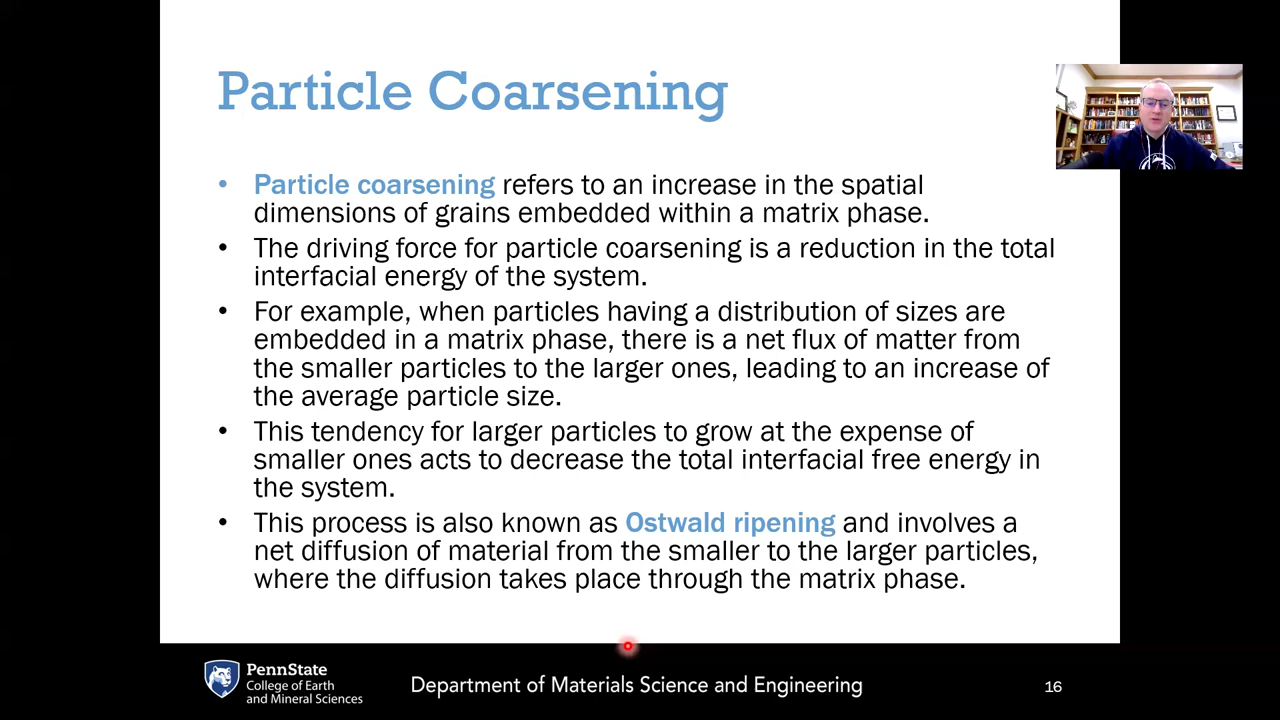 Particle Coarsening
• Particle coarsening refers to an increase in the spatial
dimensions of grains embedded within a matrix phase.
• The driving force for particle coarsening is a reduction in the total
interfacial energy of the system.
• For example, when particles having a distribution of sizes are
embedded in a matrix phase, there is a net flux of matter from
the smaller particles to the larger ones, leading to an increase of
the average particle size.
• This tendency for larger particles to grow at the expense of
smaller ones acts to decrease the total interfacial free energy in
the system.
• This process is also known as Ostwald ripening and involves a
net diffusion of material from the smaller to the larger particles,
where the diffusion takes place through the matrix phase.
PennState
College of Earth
and Mineral Sciences
Department of Materials Science and Engineering
16